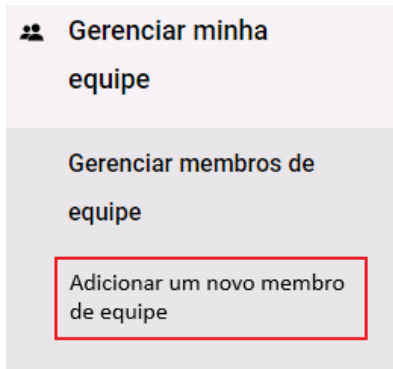 Gerenciar minha
equipe
Gerenciar membros de
equipe
Adicionar um novo membro
de equipe